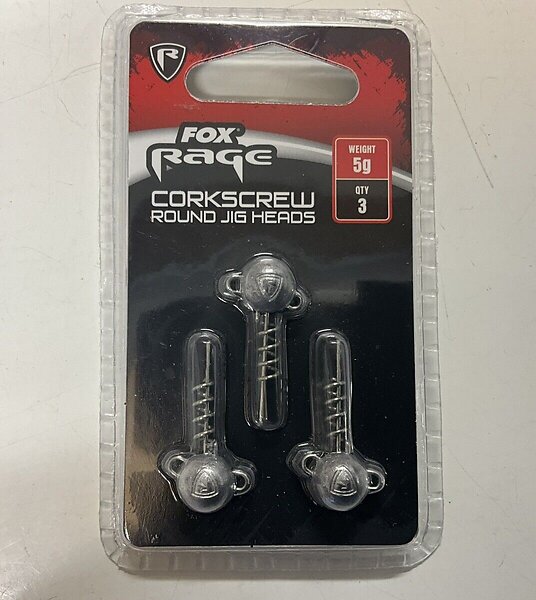 R
FOX
RAGE
CORKSCREW
ROUND JIG HEADS
WEIGHT
5g
QTY
3